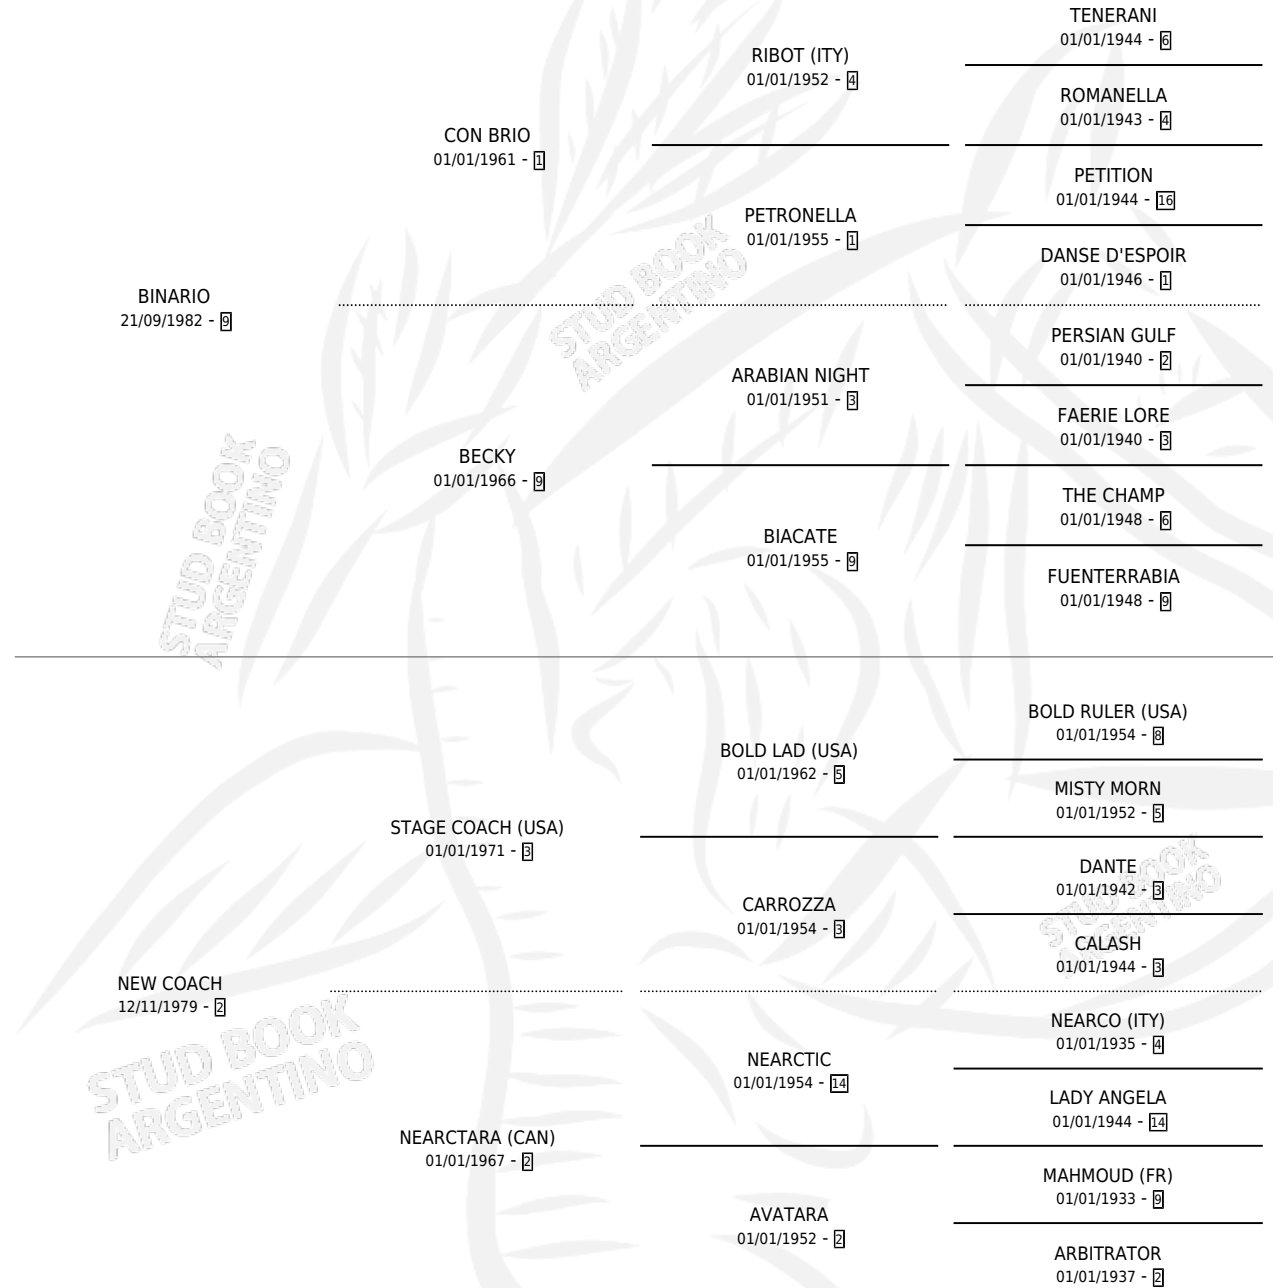 TENERANI
01/01/1944 - 6
RIBOT (ITY)
01/01/1952 - 4
ROMANELLA
01/01/1943 - 4
CON BRIO
01/01/1961 - 1
PETITION
01/01/1944 - 16
PETRONELLA
01/01/1955 - 1
DANSE D'ESPOIR
01/01/1946 - 1
BINARIO
21/09/1982 - 9
PERSIAN GULF
01/01/1940 - 2
ARABIAN NIGHT
01/01/1951 - 3
FAERIE LORE
01/01/1940 - 3
BECKY
01/01/1966 - 9
THE CHAMP
01/01/1948 - 6
BIACATE
01/01/1955 - 9
FUENTERRABIA
01/01/1948 - 9
BOLD RULER (USA)
01/01/1954 - 8
BOLD LAD (USA)
01/01/1962 - 5
MISTY MORN
01/01/1952 - 5
STAGE COACH (USA)
01/01/1971 - 3
DANTE
01/01/1942 - 3
CARROZZA
01/01/1954 - 3
CALASH
01/01/1944 - 3
NEW COACH
12/11/1979 - 2
NEARCO (ITY)
01/01/1935 - 4
NEARCTIC
01/01/1954 - 14
LADY ANGELA
01/01/1944 - 14
NEARCTARA (CAN)
01/01/1967 - 2
MAHMOUD (FR)
01/01/1933 - 9
AVATARA
01/01/1952 - 2
ARBITRATOR
01/01/1937 - 2
STUD BOOK
ARGENTINO
STUD BOOK
ARGENTINO
STUD BOOK
ARGENTINO
STUD BOOK
ARGENTINO